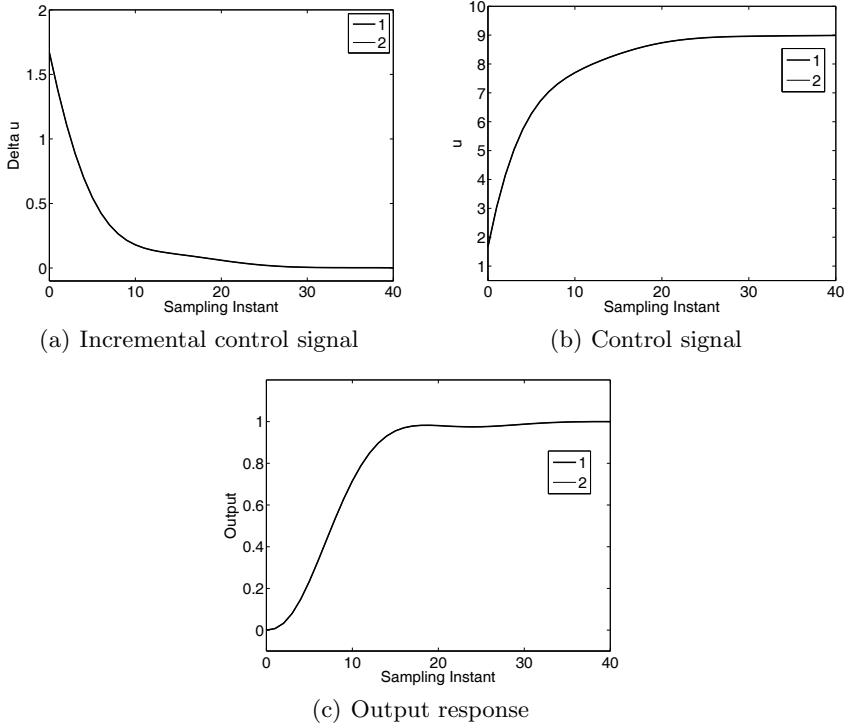 2
1.5
1
0.5
0
Delta u
1
2
0 10 20 30 40
Sampling Instant
(a) Incremental control signal
10
9
8
7
6
5
4
3
2
1
u
1
2
0 10 20 30 40
Sampling Instant
(b) Control signal
1
0.8
0.6
0.4
0.2
0
Output
1
2
0 10 20 30 40
Sampling Instant
(c) Output response